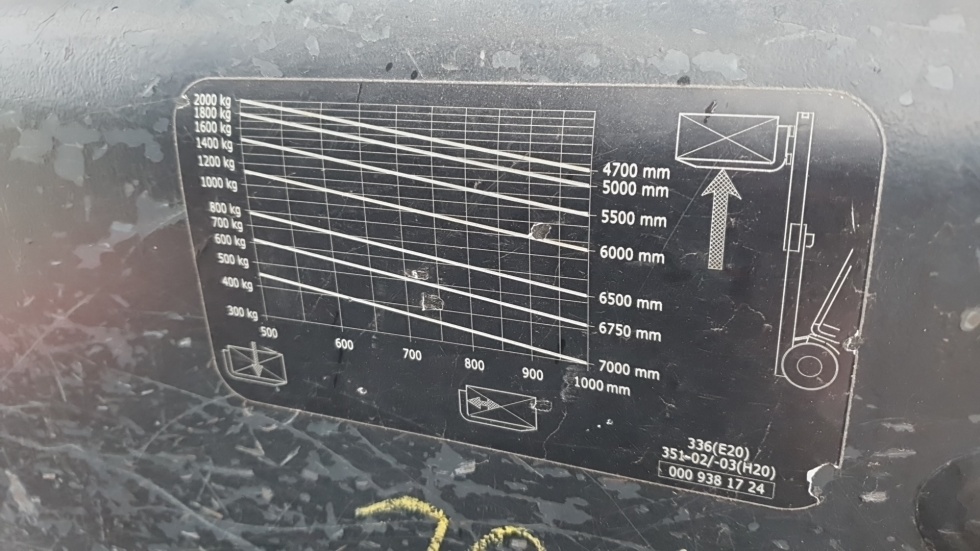 2000 kg
1800 kg
1600 kg
1400 kg
1200 kg
1000 kg
800 kg
700 kg
600 kg
500 kg
400 kg
300 kg
500
600
700
800
900
1000 mm
4700 mm
5000 mm
5500 mm
6000 mm
6500 mm
6750 mm
7000 mm
336(E20)
351-02/-03(H20)
000 938 17 24